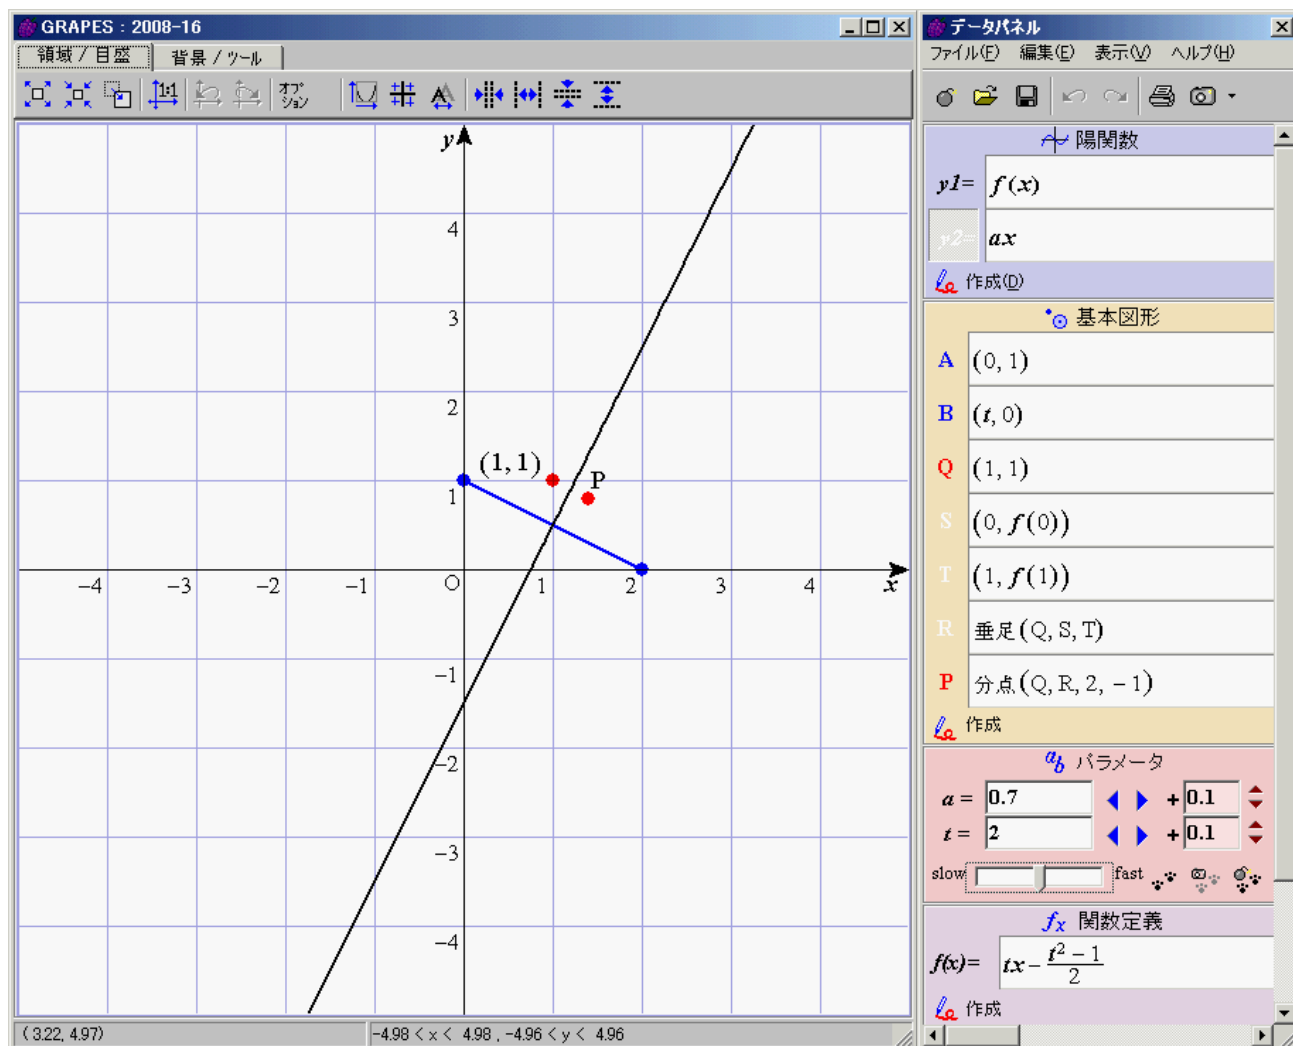 GRAPES : 2008-16
領域 / 目盛 背景 / ツール
1:1 オプション
y
4
3
2
(1, 1)
P
1
−4 −3 −2 −1 O 1 2 3 4 x
−1
−2
−3
−4
(3.22, 4.97) -4.98 < x < 4.98 , -4.96 < y < 4.96
データパネル
ファイル(F) 編集(E) 表示(V) ヘルプ(H)
陽関数
y1= f(x)
y2= ax
作成(D)
基本図形
A (0, 1)
B (t, 0)
Q (1, 1)
S (0, f(0))
T (1, f(1))
R 垂足(Q, S, T)
P 分点(Q, R, 2, −1)
作成
ab パラメータ
a = 0.7 +0.1
t = 2 +0.1
slow fast
fx 関数定義
f(x)= tx − (t² − 1)/2
作成